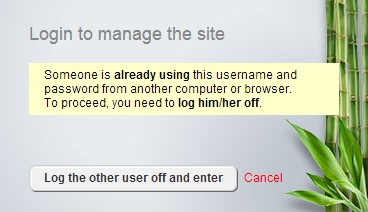 Login to manage the site
Someone is already using this username and
password from another computer or browser.
To proceed, you need to log him/her off.
Log the other user off and enter Cancel